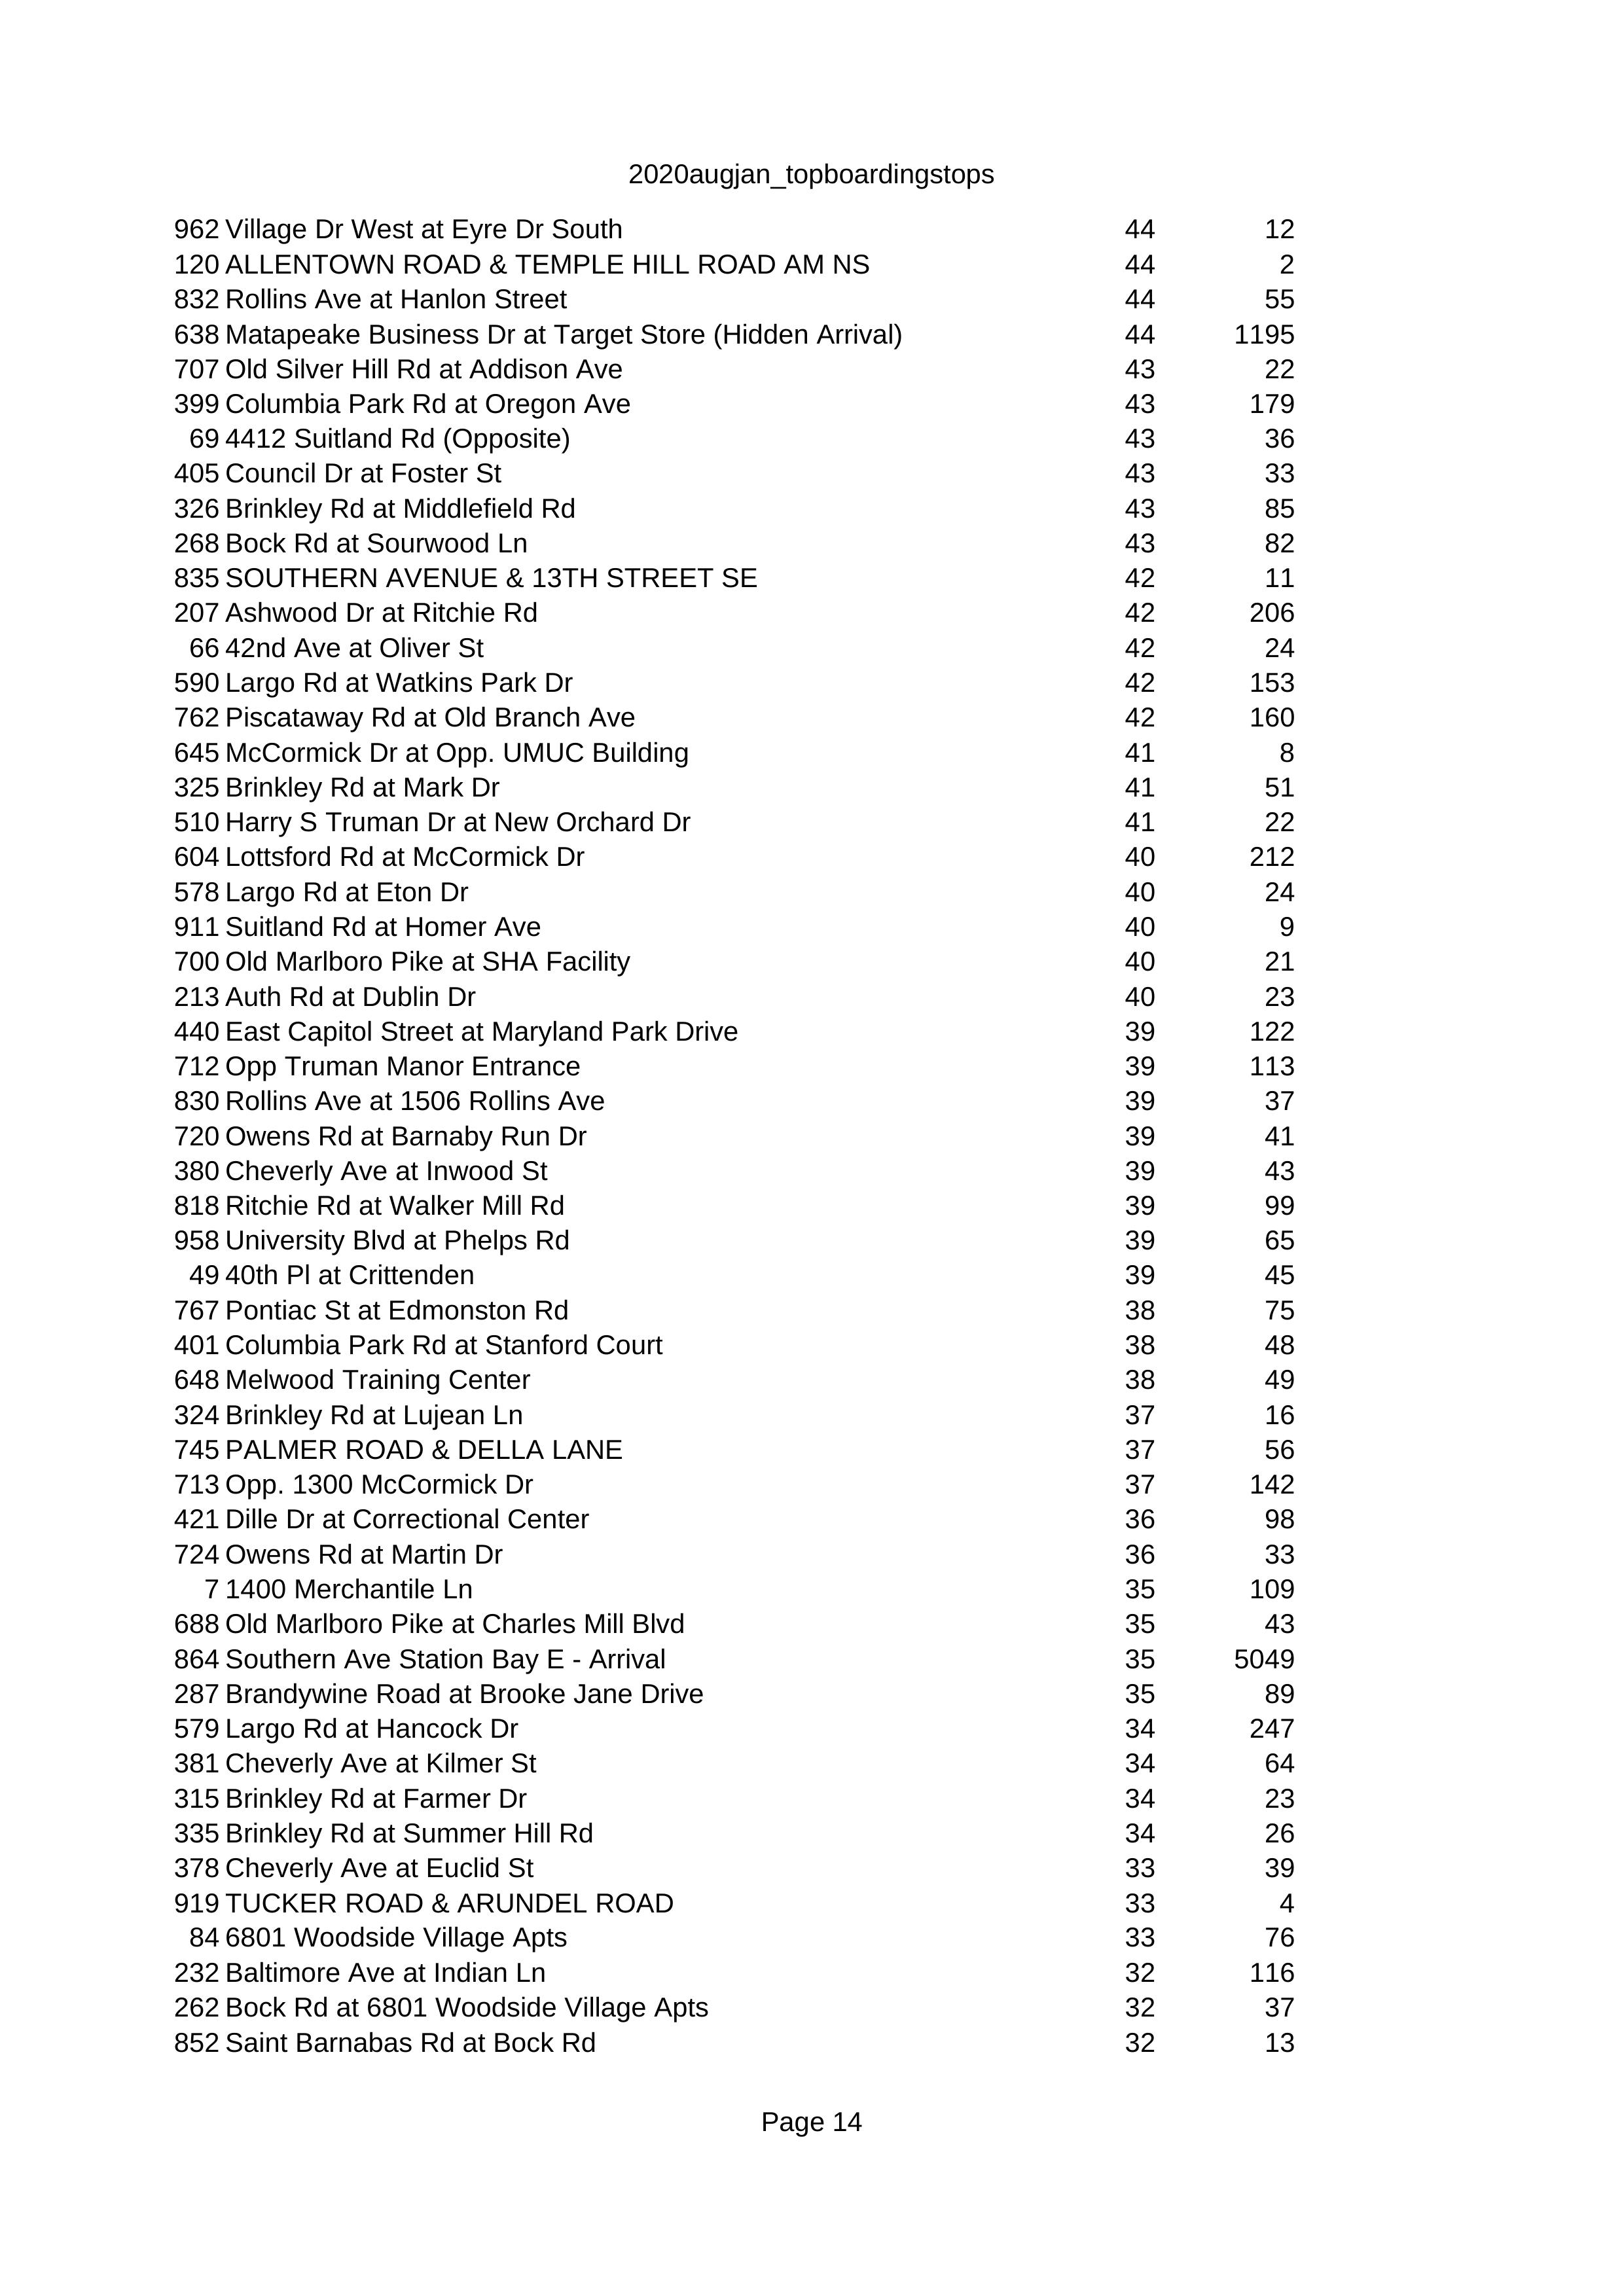 2020augjan_topboardingstops
962 Village Dr West at Eyre Dr South 44 12
120 ALLENTOWN ROAD & TEMPLE HILL ROAD AM NS 44 2
832 Rollins Ave at Hanlon Street 44 55
638 Matapeake Business Dr at Target Store (Hidden Arrival) 44 1195
707 Old Silver Hill Rd at Addison Ave 43 22
399 Columbia Park Rd at Oregon Ave 43 179
69 4412 Suitland Rd (Opposite) 43 36
405 Council Dr at Foster St 43 33
326 Brinkley Rd at Middlefield Rd 43 85
268 Bock Rd at Sourwood Ln 43 82
835 SOUTHERN AVENUE & 13TH STREET SE 42 11
207 Ashwood Dr at Ritchie Rd 42 206
66 42nd Ave at Oliver St 42 24
590 Largo Rd at Watkins Park Dr 42 153
762 Piscataway Rd at Old Branch Ave 42 160
645 McCormick Dr at Opp. UMUC Building 41 8
325 Brinkley Rd at Mark Dr 41 51
510 Harry S Truman Dr at New Orchard Dr 41 22
604 Lottsford Rd at McCormick Dr 40 212
578 Largo Rd at Eton Dr 40 24
911 Suitland Rd at Homer Ave 40 9
700 Old Marlboro Pike at SHA Facility 40 21
213 Auth Rd at Dublin Dr 40 23
440 East Capitol Street at Maryland Park Drive 39 122
712 Opp Truman Manor Entrance 39 113
830 Rollins Ave at 1506 Rollins Ave 39 37
720 Owens Rd at Barnaby Run Dr 39 41
380 Cheverly Ave at Inwood St 39 43
818 Ritchie Rd at Walker Mill Rd 39 99
958 University Blvd at Phelps Rd 39 65
49 40th Pl at Crittenden 39 45
767 Pontiac St at Edmonston Rd 38 75
401 Columbia Park Rd at Stanford Court 38 48
648 Melwood Training Center 38 49
324 Brinkley Rd at Lujean Ln 37 16
745 PALMER ROAD & DELLA LANE 37 56
713 Opp. 1300 McCormick Dr 37 142
421 Dille Dr at Correctional Center 36 98
724 Owens Rd at Martin Dr 36 33
7 1400 Merchantile Ln 35 109
688 Old Marlboro Pike at Charles Mill Blvd 35 43
864 Southern Ave Station Bay E - Arrival 35 5049
287 Brandywine Road at Brooke Jane Drive 35 89
579 Largo Rd at Hancock Dr 34 247
381 Cheverly Ave at Kilmer St 34 64
315 Brinkley Rd at Farmer Dr 34 23
335 Brinkley Rd at Summer Hill Rd 34 26
378 Cheverly Ave at Euclid St 33 39
919 TUCKER ROAD & ARUNDEL ROAD 33 4
84 6801 Woodside Village Apts 33 76
232 Baltimore Ave at Indian Ln 32 116
262 Bock Rd at 6801 Woodside Village Apts 32 37
852 Saint Barnabas Rd at Bock Rd 32 13
Page 14